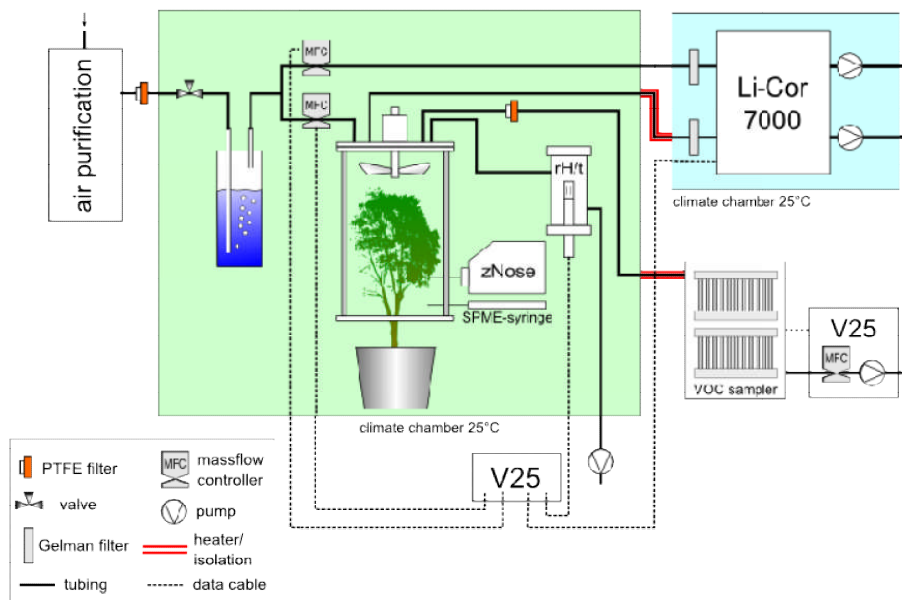 air purification
MFC
MFC
Li-Cor
7000
climate chamber 25°C
rH/t
zNose
SPME-syringe
climate chamber 25°C
VOC sampler
V25
MFC
V25
PTFE filter
MFC
massflow
controller
valve
pump
Gelman filter
heater/
isolation
tubing
data cable